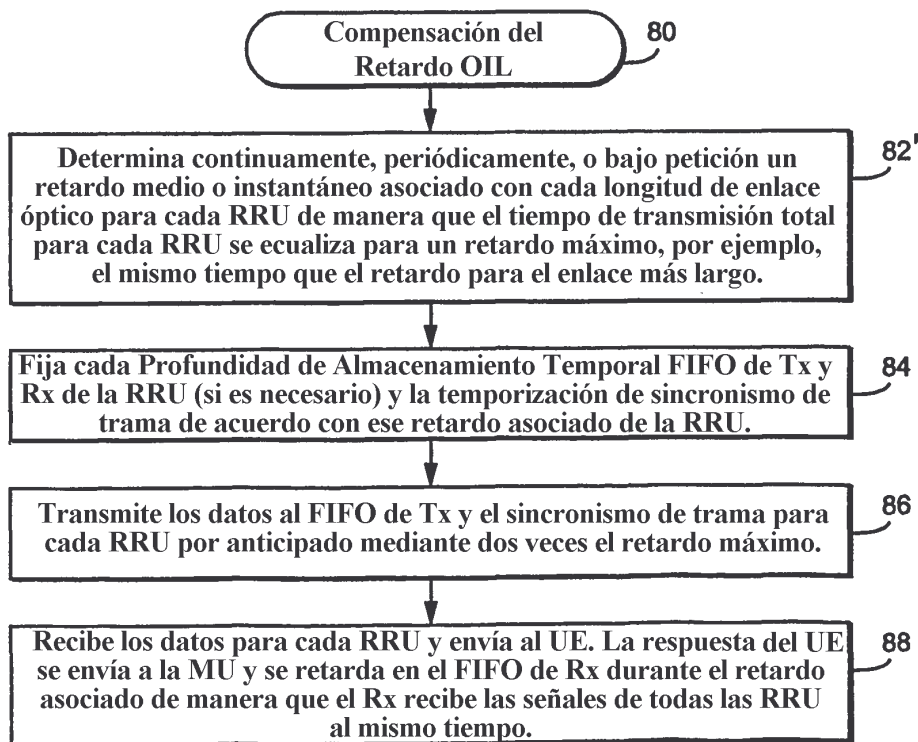 Compensación del
Retardo OIL
80
Determina continuamente, periódicamente, o bajo petición un
retardo medio o instantáneo asociado con cada longitud de enlace
óptico para cada RRU de manera que el tiempo de transmisión total
para cada RRU se ecualiza para un retardo máximo, por ejemplo,
el mismo tiempo que el retardo para el enlace más largo.
82'
Fija cada Profundidad de Almacenamiento Temporal FIFO de Tx y
Rx de la RRU (si es necesario) y la temporización de sincronismo de
trama de acuerdo con ese retardo asociado de la RRU.
84
Transmite los datos al FIFO de Tx y el sincronismo de trama para
cada RRU por anticipado mediante dos veces el retardo máximo.
86
Recibe los datos para cada RRU y envía al UE. La respuesta del UE
se envía a la MU y se retarda en el FIFO de Rx durante el retardo
asociado de manera que el Rx recibe las señales de todas las RRU
al mismo tiempo.
88